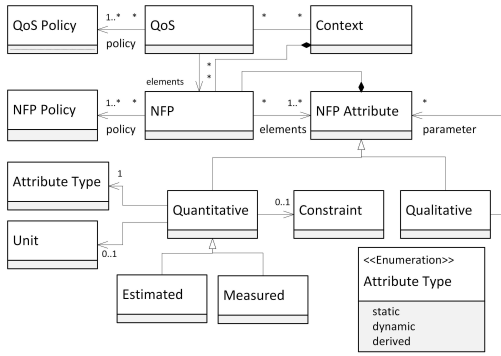 QoS Policy
1..* *
policy
QoS
* *
Context
elements
*
*
NFP Policy
1..* *
policy
NFP
* 1..*
elements
NFP Attribute
*
parameter
Attribute Type
1
Quantitative
0..1
Constraint
Qualitative
Unit
0..1
Estimated
Measured
<<Enumeration>>
Attribute Type
static
dynamic
derived